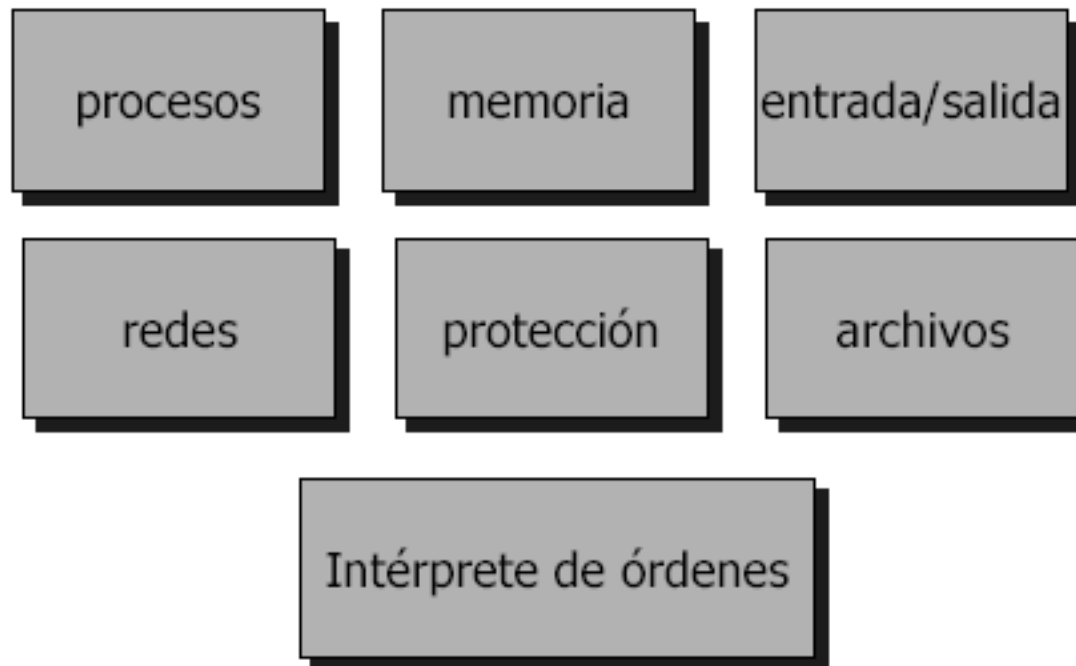 procesos
memoria
entrada/salida
redes
protección
archivos
Intérprete de órdenes